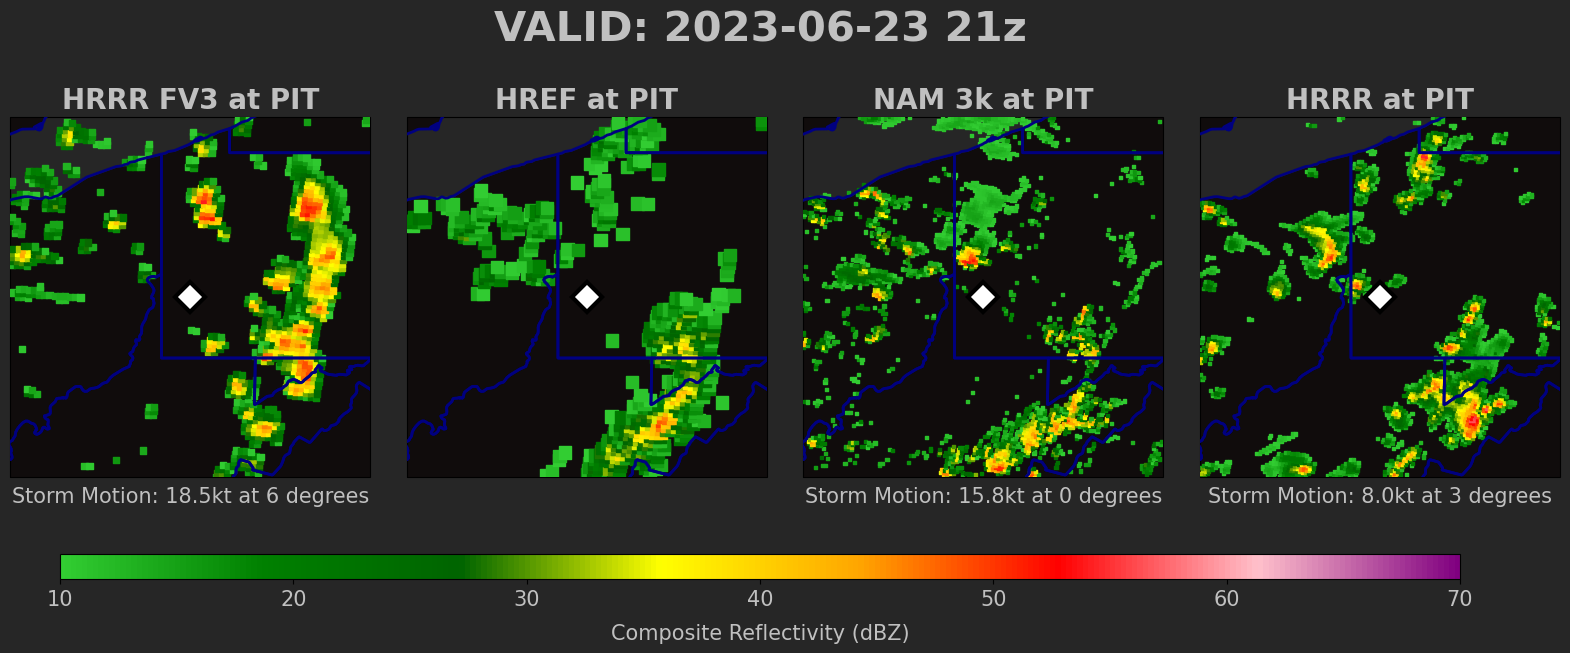 VALID: 2023-06-23 21z
HRRR FV3 at PIT
HREF at PIT
NAM 3k at PIT
HRRR at PIT
Storm Motion: 18.5kt at 6 degrees
Storm Motion: 15.8kt at 0 degrees
Storm Motion: 8.0kt at 3 degrees
10 20 30 40 50 60 70
Composite Reflectivity (dBZ)